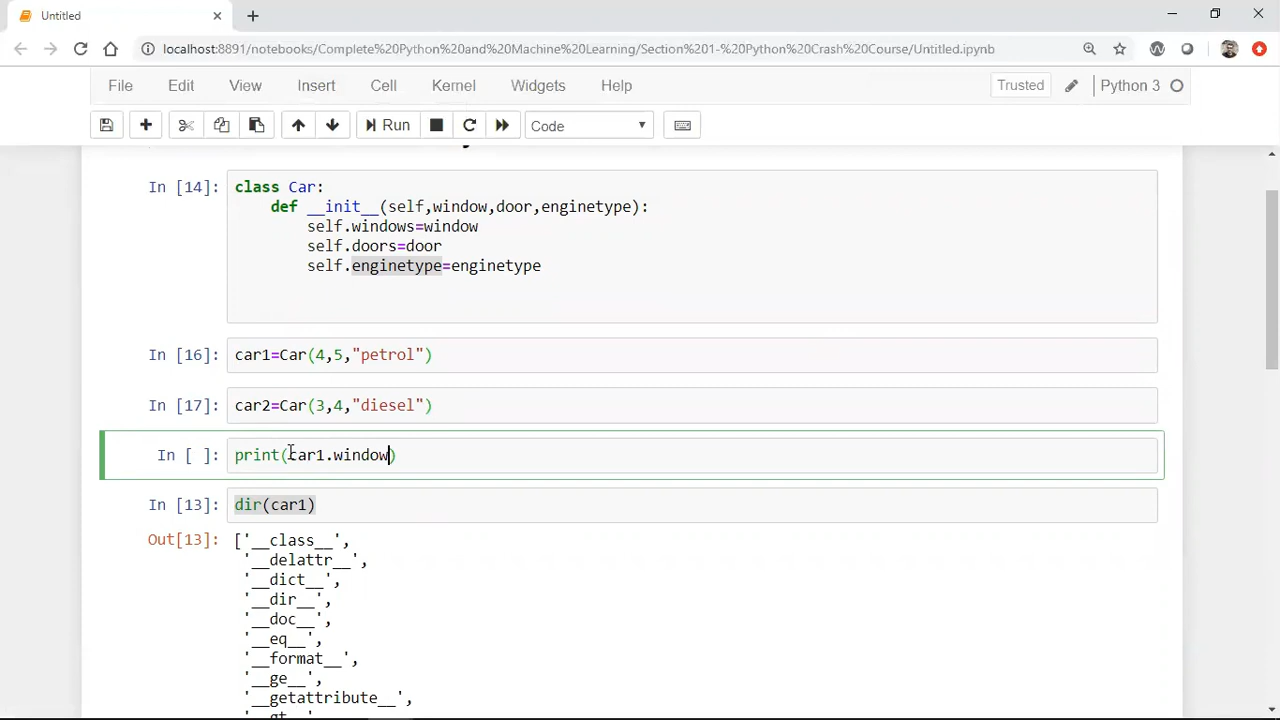 Untitled
localhost:8891/notebooks/Complete%20Python%20and%20Machine%20Learning/Section%201-%20Python%20Crash%20Course/Untitled.ipynb
File Edit View Insert Cell Kernel Widgets Help Trusted Python 3
Run Code
In [14]: class Car:
def __init__(self,window,door,enginetype):
self.windows=window
self.doors=door
self.enginetype=enginetype
In [16]: car1=Car(4,5,"petrol")
In [17]: car2=Car(3,4,"diesel")
In [ ]: print(car1.window)
In [13]: dir(car1)
Out[13]: ['__class__',
'__delattr__',
'__dict__',
'__dir__',
'__doc__',
'__eq__',
'__format__',
'__ge__',
'__getattribute__',